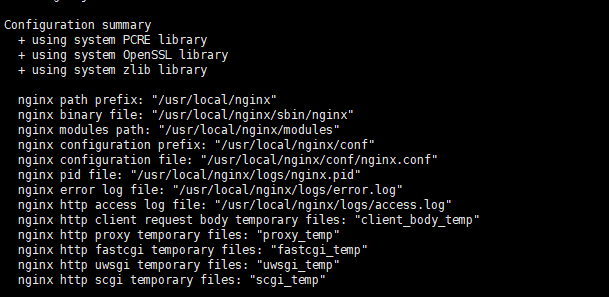 Configuration summary
+ using system PCRE library
+ using system OpenSSL library
+ using system zlib library
nginx path prefix: "/usr/local/nginx"
nginx binary file: "/usr/local/nginx/sbin/nginx"
nginx modules path: "/usr/local/nginx/modules"
nginx configuration prefix: "/usr/local/nginx/conf"
nginx configuration file: "/usr/local/nginx/conf/nginx.conf"
nginx pid file: "/usr/local/nginx/logs/nginx.pid"
nginx error log file: "/usr/local/nginx/logs/error.log"
nginx http access log file: "/usr/local/nginx/logs/access.log"
nginx http client request body temporary files: "client_body_temp"
nginx http proxy temporary files: "proxy_temp"
nginx http fastcgi temporary files: "fastcgi_temp"
nginx http uwsgi temporary files: "uwsgi_temp"
nginx http scgi temporary files: "scgi_temp"